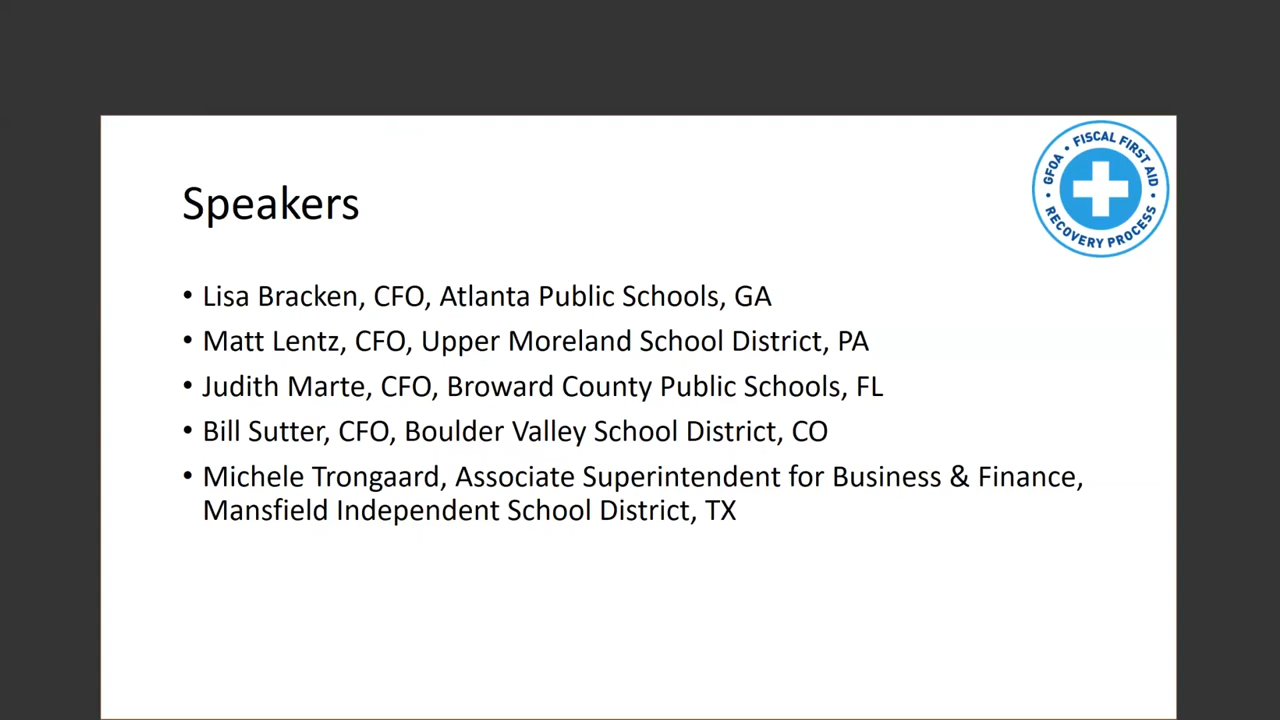 GFOA • FISCAL FIRST AID • RECOVERY PROCESS •
Speakers
• Lisa Bracken, CFO, Atlanta Public Schools, GA
• Matt Lentz, CFO, Upper Moreland School District, PA
• Judith Marte, CFO, Broward County Public Schools, FL
• Bill Sutter, CFO, Boulder Valley School District, CO
• Michele Trongaard, Associate Superintendent for Business & Finance,
Mansfield Independent School District, TX